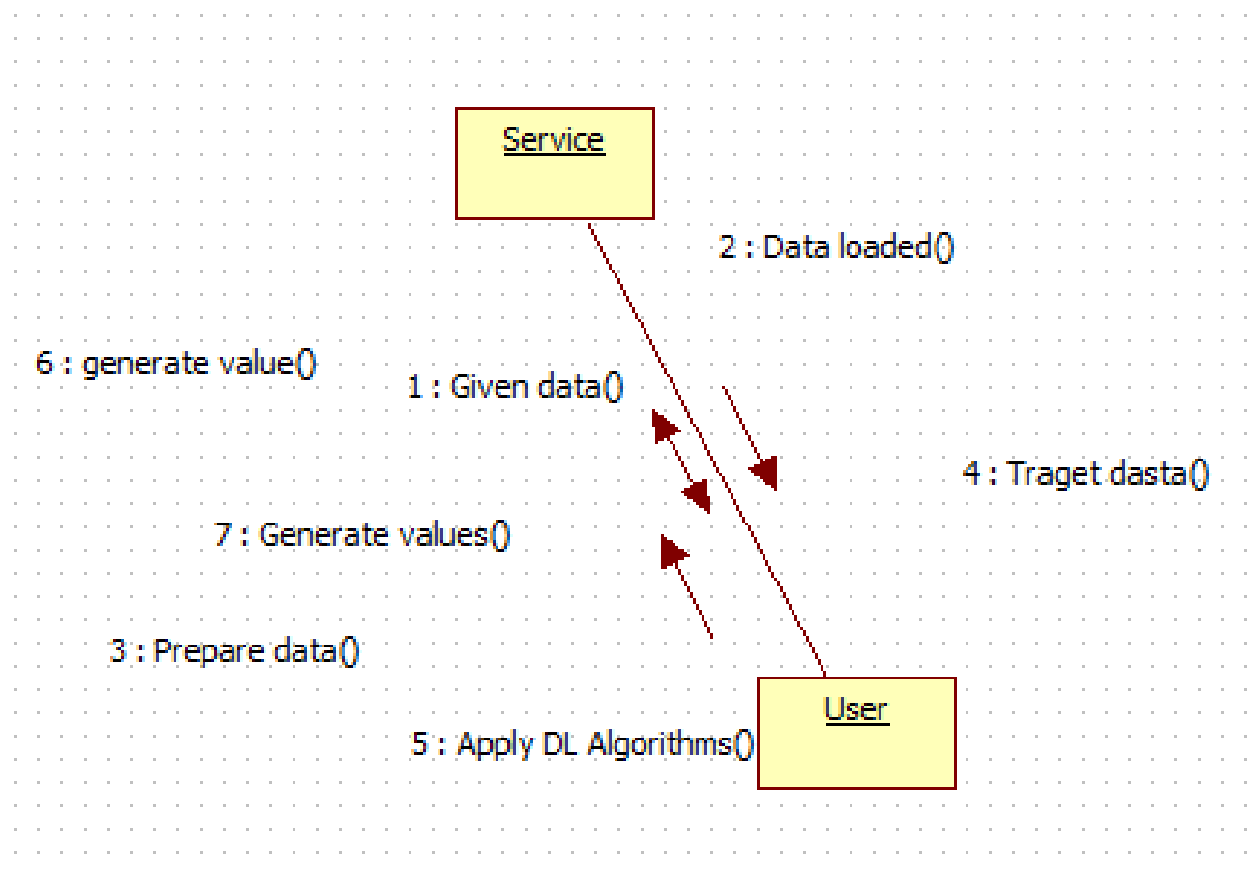 Service
2 : Data loaded()
6 : generate value()
1 : Given data()
4 : Traget dasta()
7 : Generate values()
3 : Prepare data()
User
5 : Apply DL Algorithms()